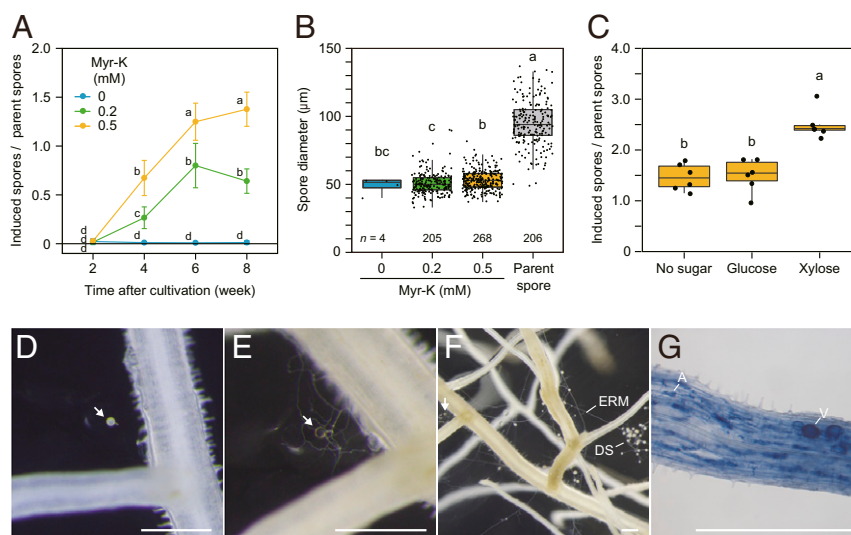 A
Induced spores / parent spores
2.0
1.5
1.0
0.5
0
Myr-K
(mM)
0
0.2
0.5
a
a
b
b
b
c
d
d
d
d
d
d
2 4 6 8
Time after cultivation (week)
B
Spore diameter (µm)
150
100
50
0
bc
c
b
a
n = 4 205 268 206
0 0.2 0.5 Parent
spore
Myr-K (mM)
C
Induced spores / parent spores
4.0
3.0
2.0
1.0
0
b
b
a
No sugar Glucose Xylose
D
E
F
ERM
DS
G
A
V